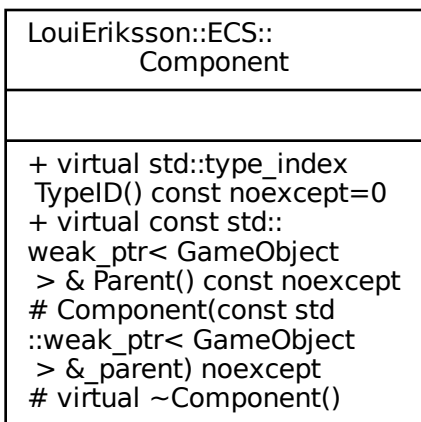 LouiEriksson::ECS::
Component
+ virtual std::type_index
TypeID() const noexcept=0
+ virtual const std::
weak_ptr< GameObject
> & Parent() const noexcept
# Component(const std
::weak_ptr< GameObject
> &_parent) noexcept
# virtual ~Component()